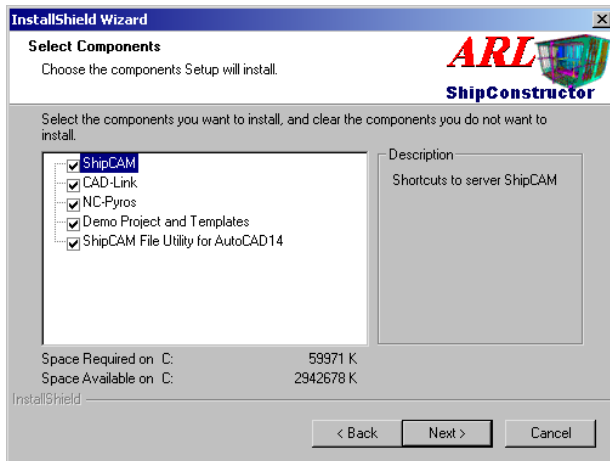 InstallShield Wizard
Select Components
Choose the components Setup will install.
ARL
ShipConstructor
Select the components you want to install, and clear the components you do not want to
install.
ShipCAM
CAD-Link
NC-Pyros
Demo Project and Templates
ShipCAM File Utility for AutoCAD14
Description
Shortcuts to server ShipCAM
Space Required on C: 59971 K
Space Available on C: 2942678 K
InstallShield
< Back Next > Cancel